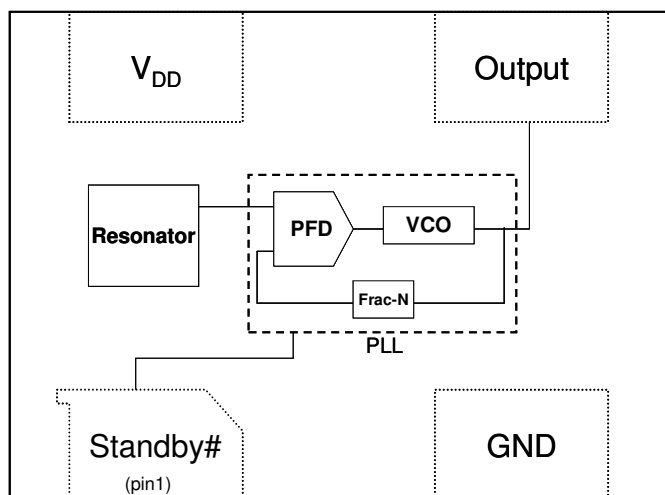 VDD
Output
Resonator
PFD
VCO
Frac-N
PLL
Standby#
(pin1)
GND